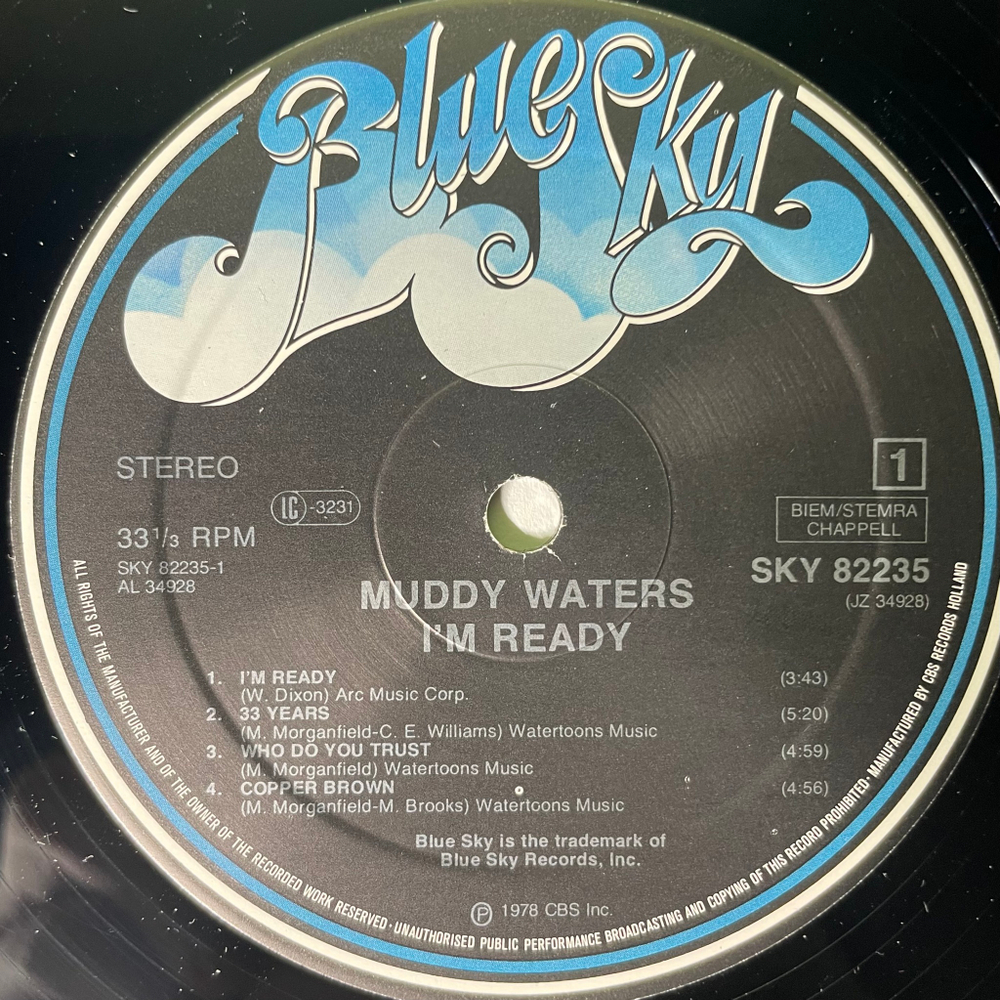 Blue Sky
STEREO
1
LC-3231
BIEM/STEMRA
CHAPPELL
33 1/3 RPM
SKY 82235-1
AL 34928
SKY 82235
(JZ 34928)
MUDDY WATERS
I'M READY
1. I'M READY (3:43)
(W. Dixon) Arc Music Corp.
2. 33 YEARS (5:20)
(M. Morganfield-C. E. Williams) Watertoons Music
3. WHO DO YOU TRUST (4:59)
(M. Morganfield) Watertoons Music
4. COPPER BROWN (4:56)
(M. Morganfield-M. Brooks) Watertoons Music
Blue Sky is the trademark of
Blue Sky Records, Inc.
℗ 1978 CBS Inc.
ALL RIGHTS OF THE MANUFACTURER AND OF THE OWNER OF THE RECORDED WORK RESERVED · UNAUTHORISED PUBLIC PERFORMANCE BROADCASTING AND COPYING OF THIS RECORD PROHIBITED · MANUFACTURED BY CBS RECORDS HOLLAND